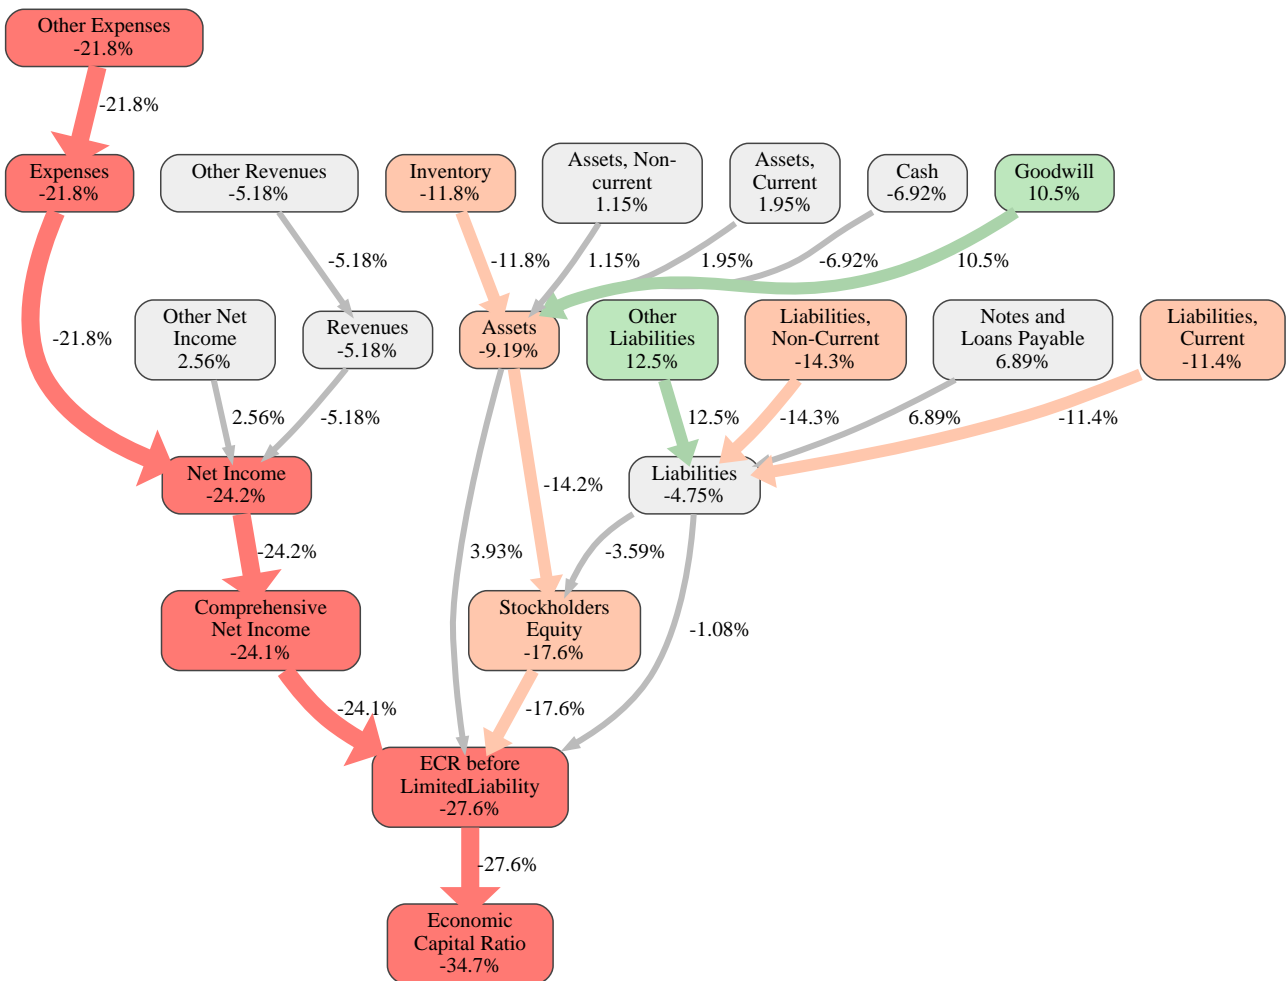 Other Expenses
-21.8%
-21.8%
Expenses
-21.8%
Other Revenues
-5.18%
Inventory
-11.8%
Assets, Non-
current
1.15%
Assets,
Current
1.95%
Cash
-6.92%
Goodwill
10.5%
-5.18%
-11.8%
1.15%
1.95%
-6.92%
10.5%
-21.8%
Other Net
Income
2.56%
Revenues
-5.18%
Assets
-9.19%
Other
Liabilities
12.5%
Liabilities,
Non-Current
-14.3%
Notes and
Loans Payable
6.89%
Liabilities,
Current
-11.4%
2.56%
-5.18%
12.5%
-14.3%
6.89%
-11.4%
Net Income
-24.2%
Liabilities
-4.75%
-14.2%
-24.2%
3.93%
-3.59%
-1.08%
Comprehensive
Net Income
-24.1%
Stockholders
Equity
-17.6%
-24.1%
-17.6%
ECR before
LimitedLiability
-27.6%
-27.6%
Economic
Capital Ratio
-34.7%